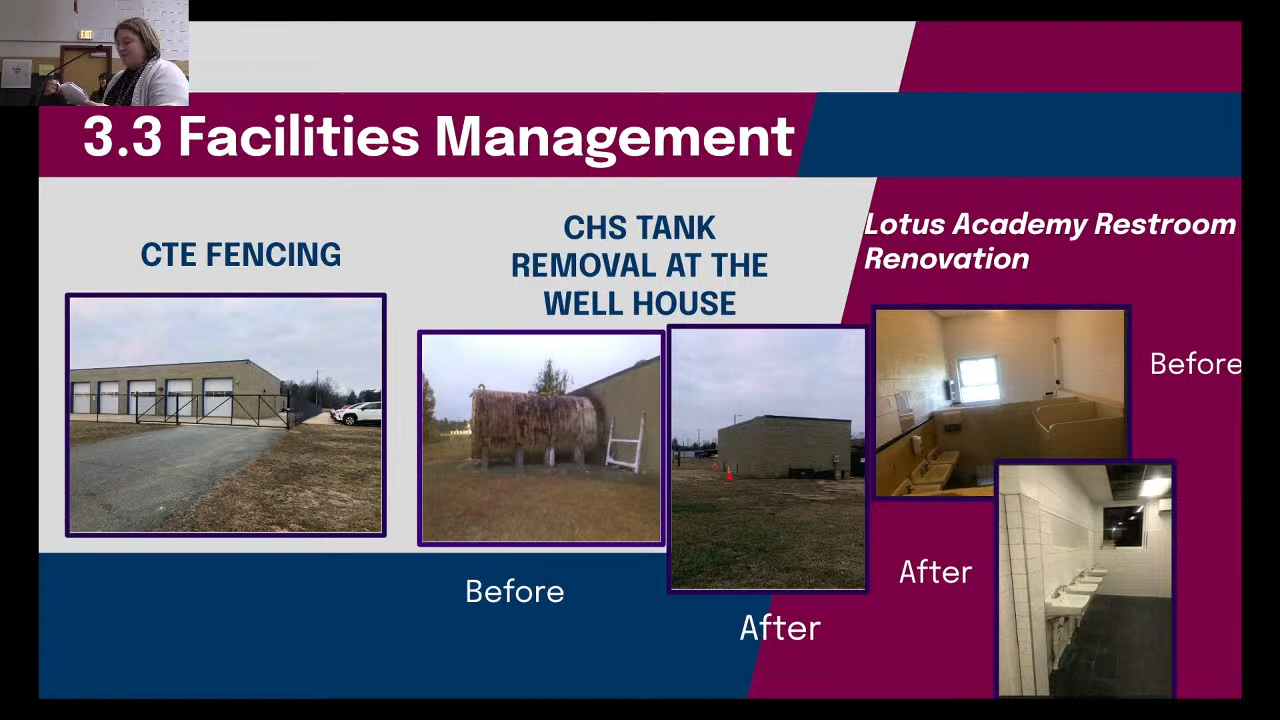 EXIT
3.3 Facilities Management
CTE FENCING
CHS TANK
REMOVAL AT THE
WELL HOUSE
Lotus Academy Restroom
Renovation
Before
Before
After
After